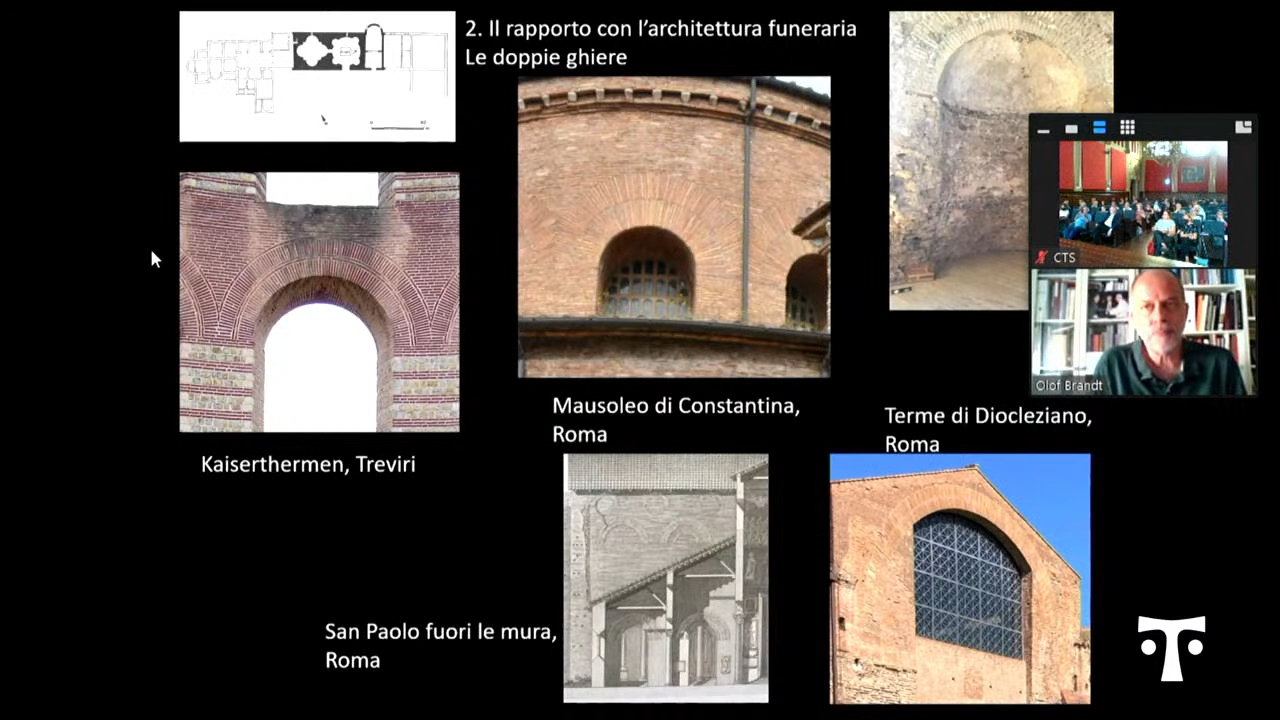 2. Il rapporto con l’architettura funeraria
Le doppie ghiere
CTS
Olof Brandt
Mausoleo di Constantina,
Roma
Terme di Diocleziano,
Roma
Kaiserthermen, Treviri
San Paolo fuori le mura,
Roma